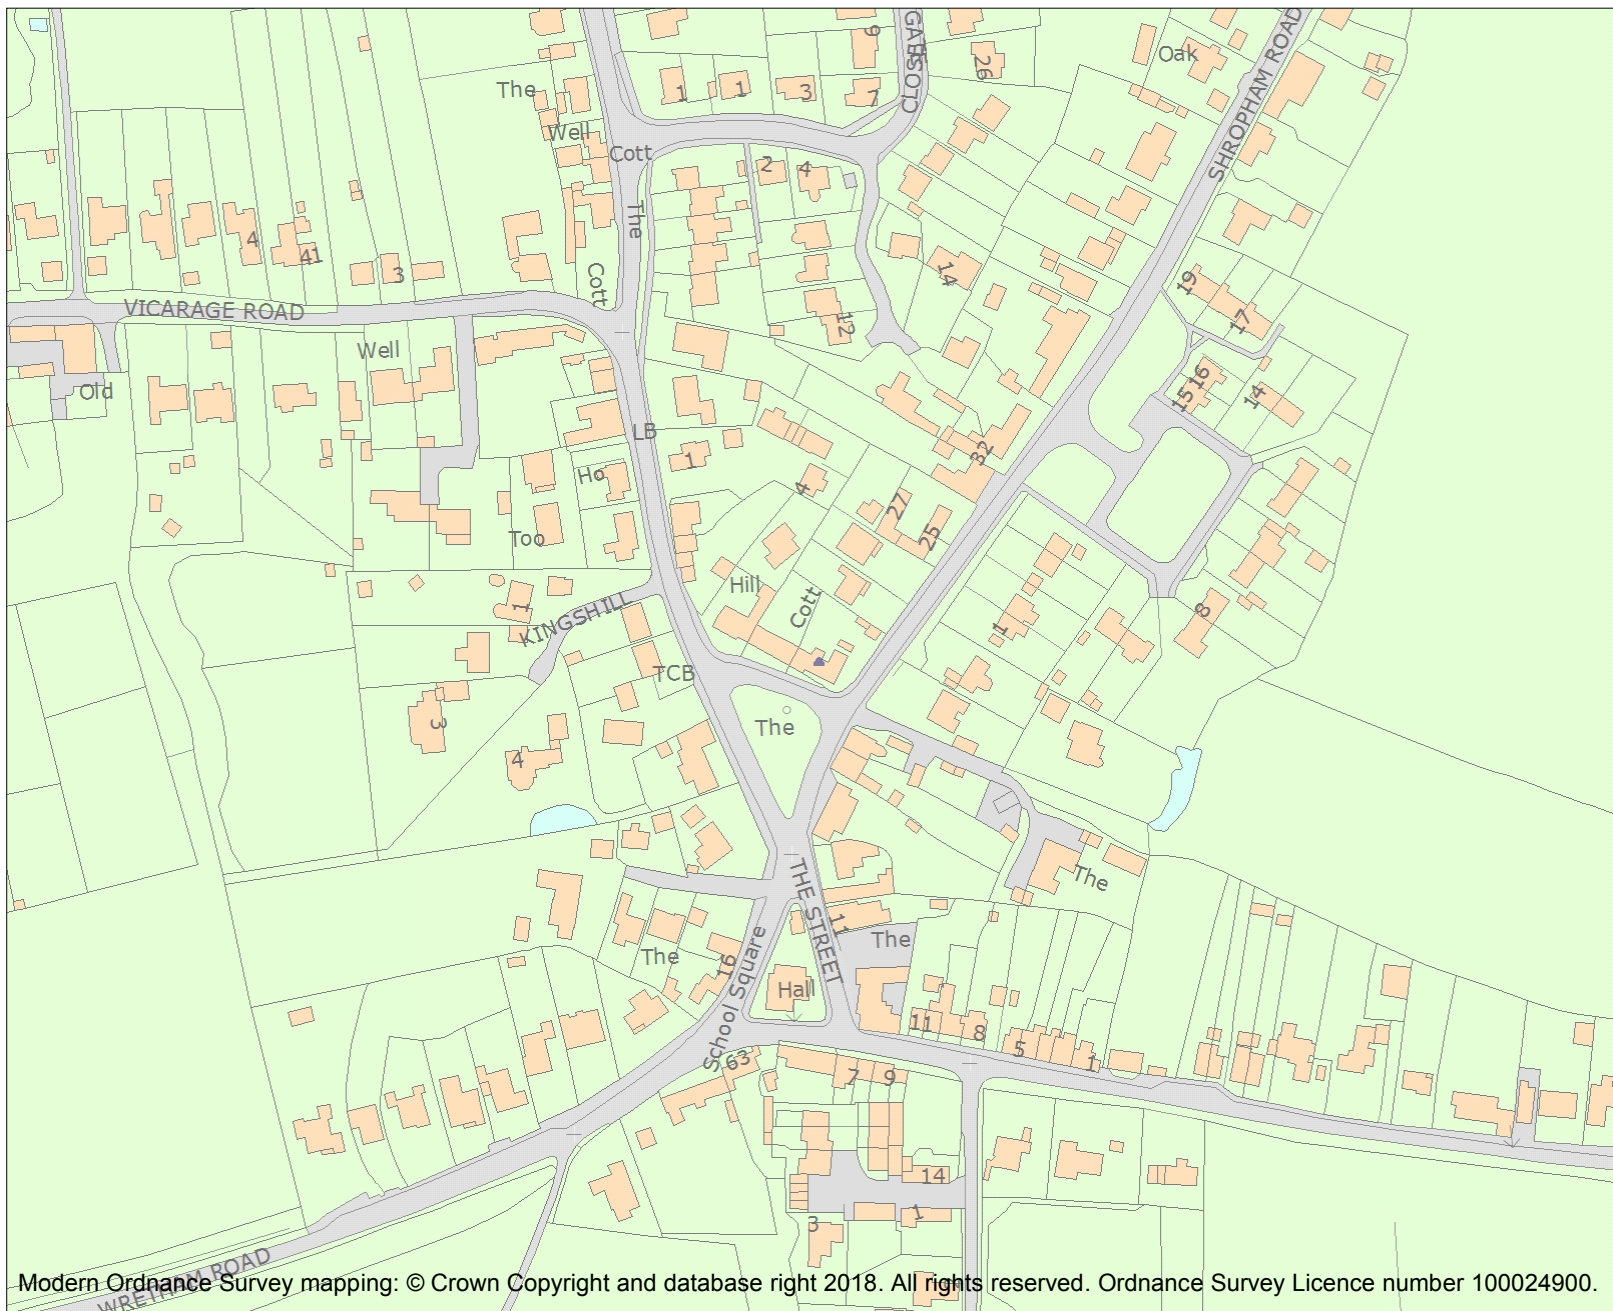 GATE
CLOSE
9
26
Oak
SHROPHAM ROAD
The
1
1
3
7
Well
Cott
2
4
The
4
41
3
Cott
14
19
VICARAGE ROAD
12
17
Well
Old
16
15
14
LB
1
32
Ho
4
27
25
Too
Hill
Cott
1
KINGSHILL
1
8
TCB
The
3
4
The
THE STREET
11
The
The
16
School Square
Hall
11
8
5
1
63
7
9
14
1
3
WRETHAM ROAD
Modern Ordnance Survey mapping: © Crown Copyright and database right 2018. All rights reserved. Ordnance Survey Licence number 100024900.